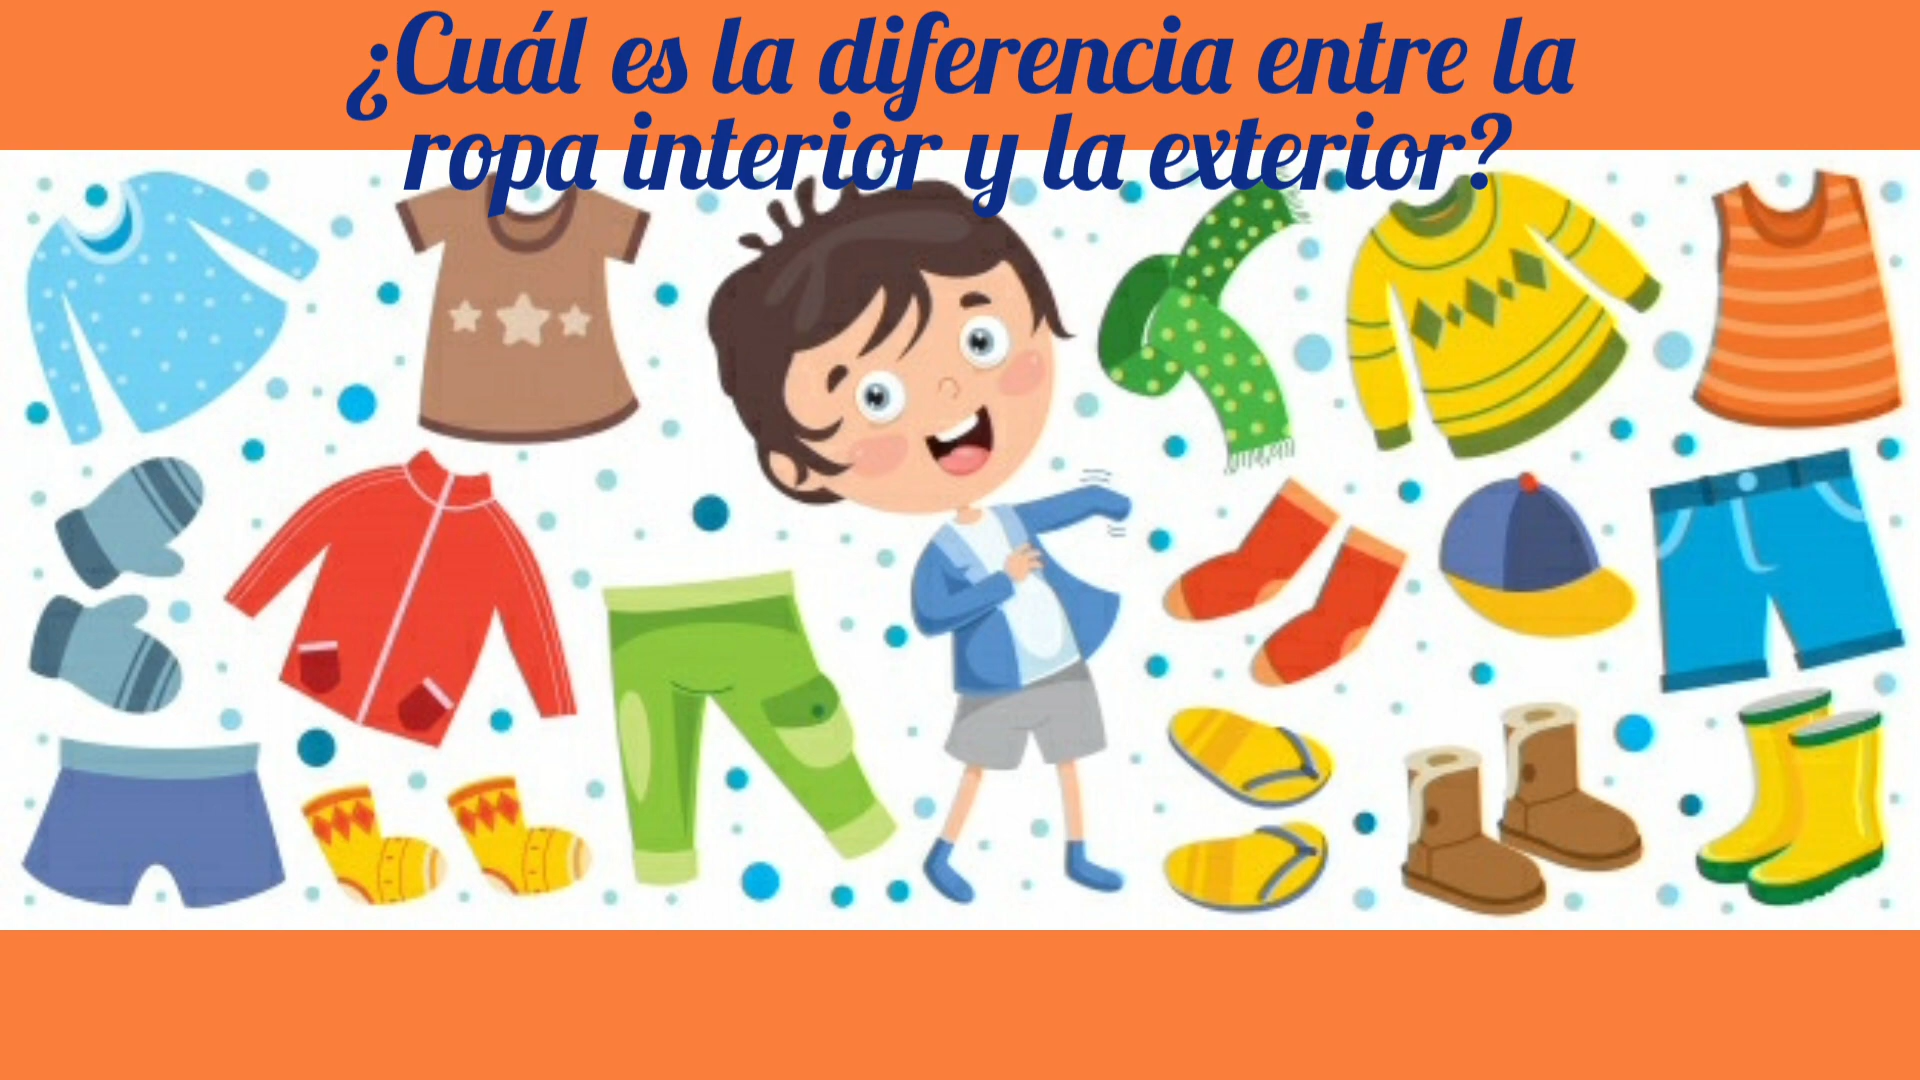 ¿Cuál es la diferencia entre la
ropa interior y la exterior?